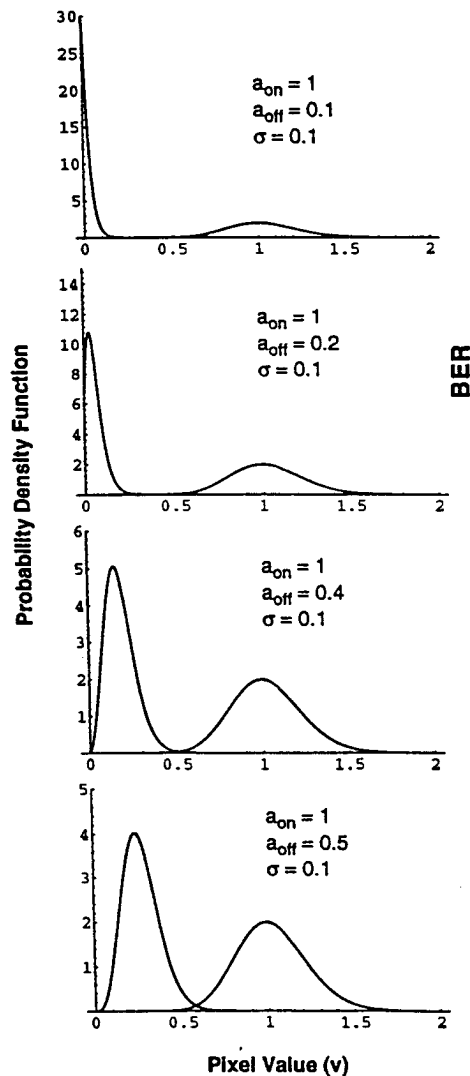 Probability Density Function
30
25
20
15
10
5
0 0.5 1 1.5 2
a_on = 1
a_off = 0.1
σ = 0.1
14
12
10
8
6
4
2
0 0.5 1 1.5 2
a_on = 1
a_off = 0.2
σ = 0.1
BER
6
5
4
3
2
1
0 0.5 1 1.5 2
a_on = 1
a_off = 0.4
σ = 0.1
5
4
3
2
1
0 0.5 1 1.5 2
a_on = 1
a_off = 0.5
σ = 0.1
Pixel Value (v)